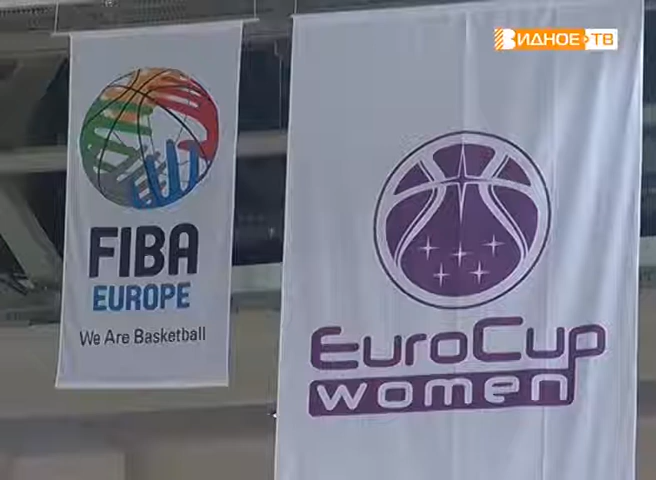 ВИДНОЕ ТВ
FIBA
EUROPE
We Are Basketball
EuroCup
women